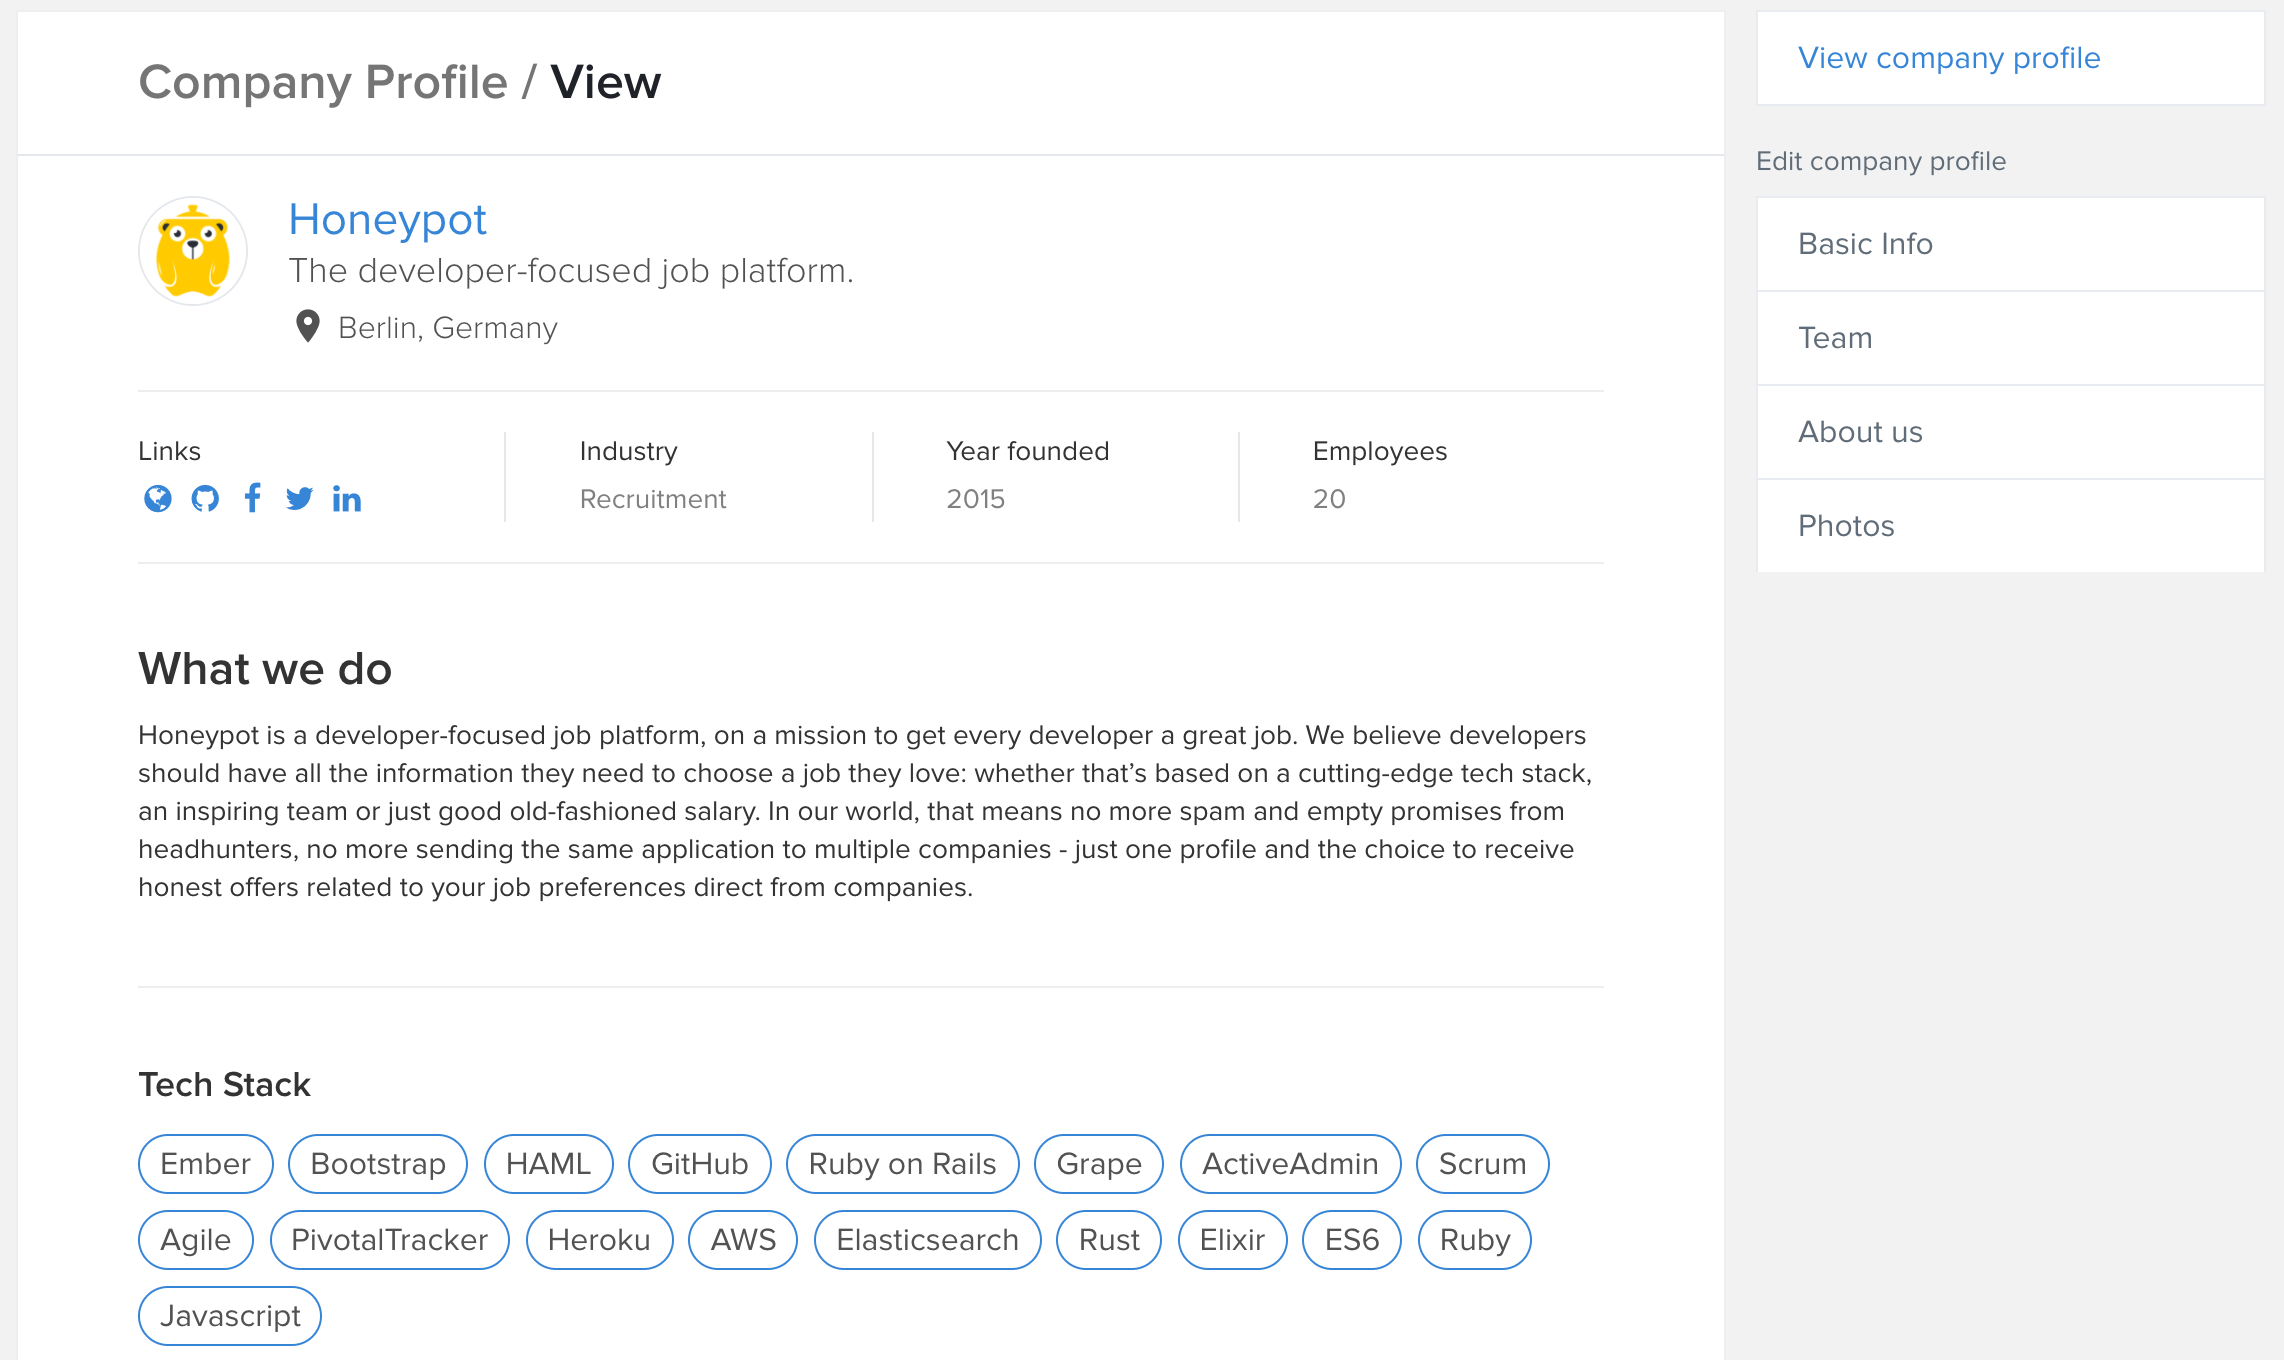 Company Profile / View
Honeypot
The developer-focused job platform.
Berlin, Germany
Links
Industry
Recruitment
Year founded
2015
Employees
20
What we do
Honeypot is a developer-focused job platform, on a mission to get every developer a great job. We believe developers
should have all the information they need to choose a job they love: whether that’s based on a cutting-edge tech stack,
an inspiring team or just good old-fashioned salary. In our world, that means no more spam and empty promises from
headhunters, no more sending the same application to multiple companies - just one profile and the choice to receive
honest offers related to your job preferences direct from companies.
Tech Stack
Ember Bootstrap HAML GitHub Ruby on Rails Grape ActiveAdmin Scrum
Agile PivotalTracker Heroku AWS Elasticsearch Rust Elixir ES6 Ruby
Javascript
View company profile
Edit company profile
Basic Info
Team
About us
Photos